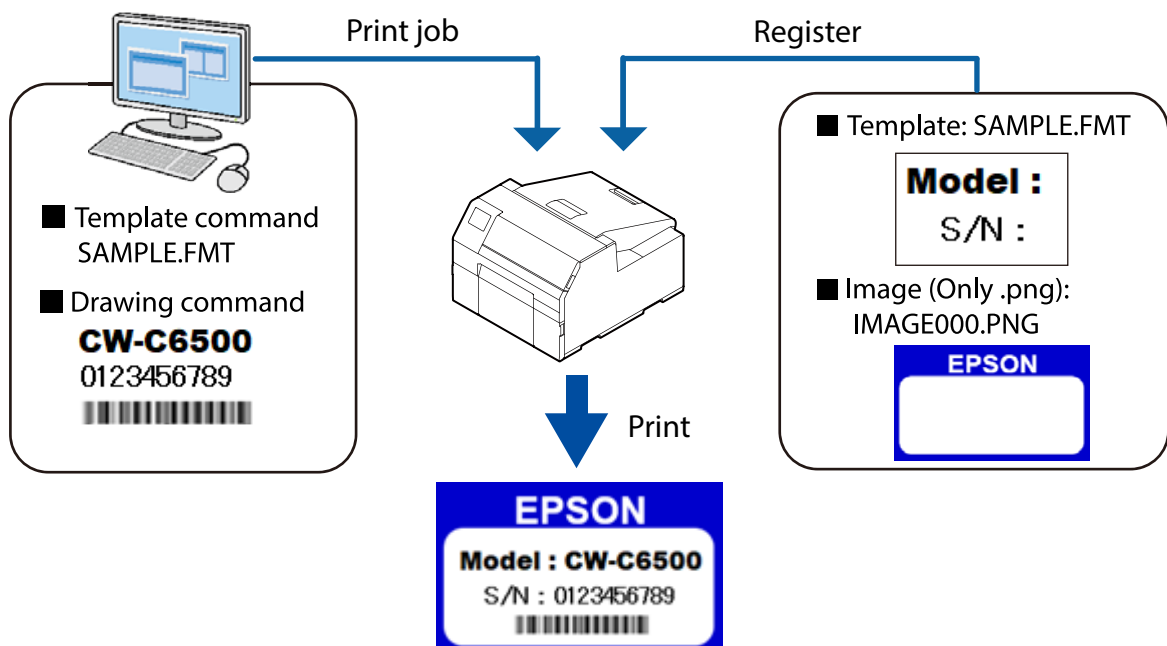 Print job
Register
■ Template command
SAMPLE.FMT
■ Drawing command
CW-C6500
0123456789
■ Template: SAMPLE.FMT
Model :
S/N :
■ Image (Only .png):
IMAGE000.PNG
EPSON
Print
EPSON
Model : CW-C6500
S/N : 0123456789